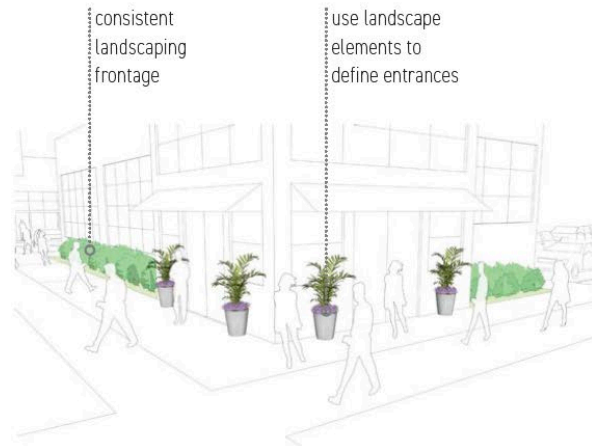 consistent
landscaping
frontage
use landscape
elements to
define entrances